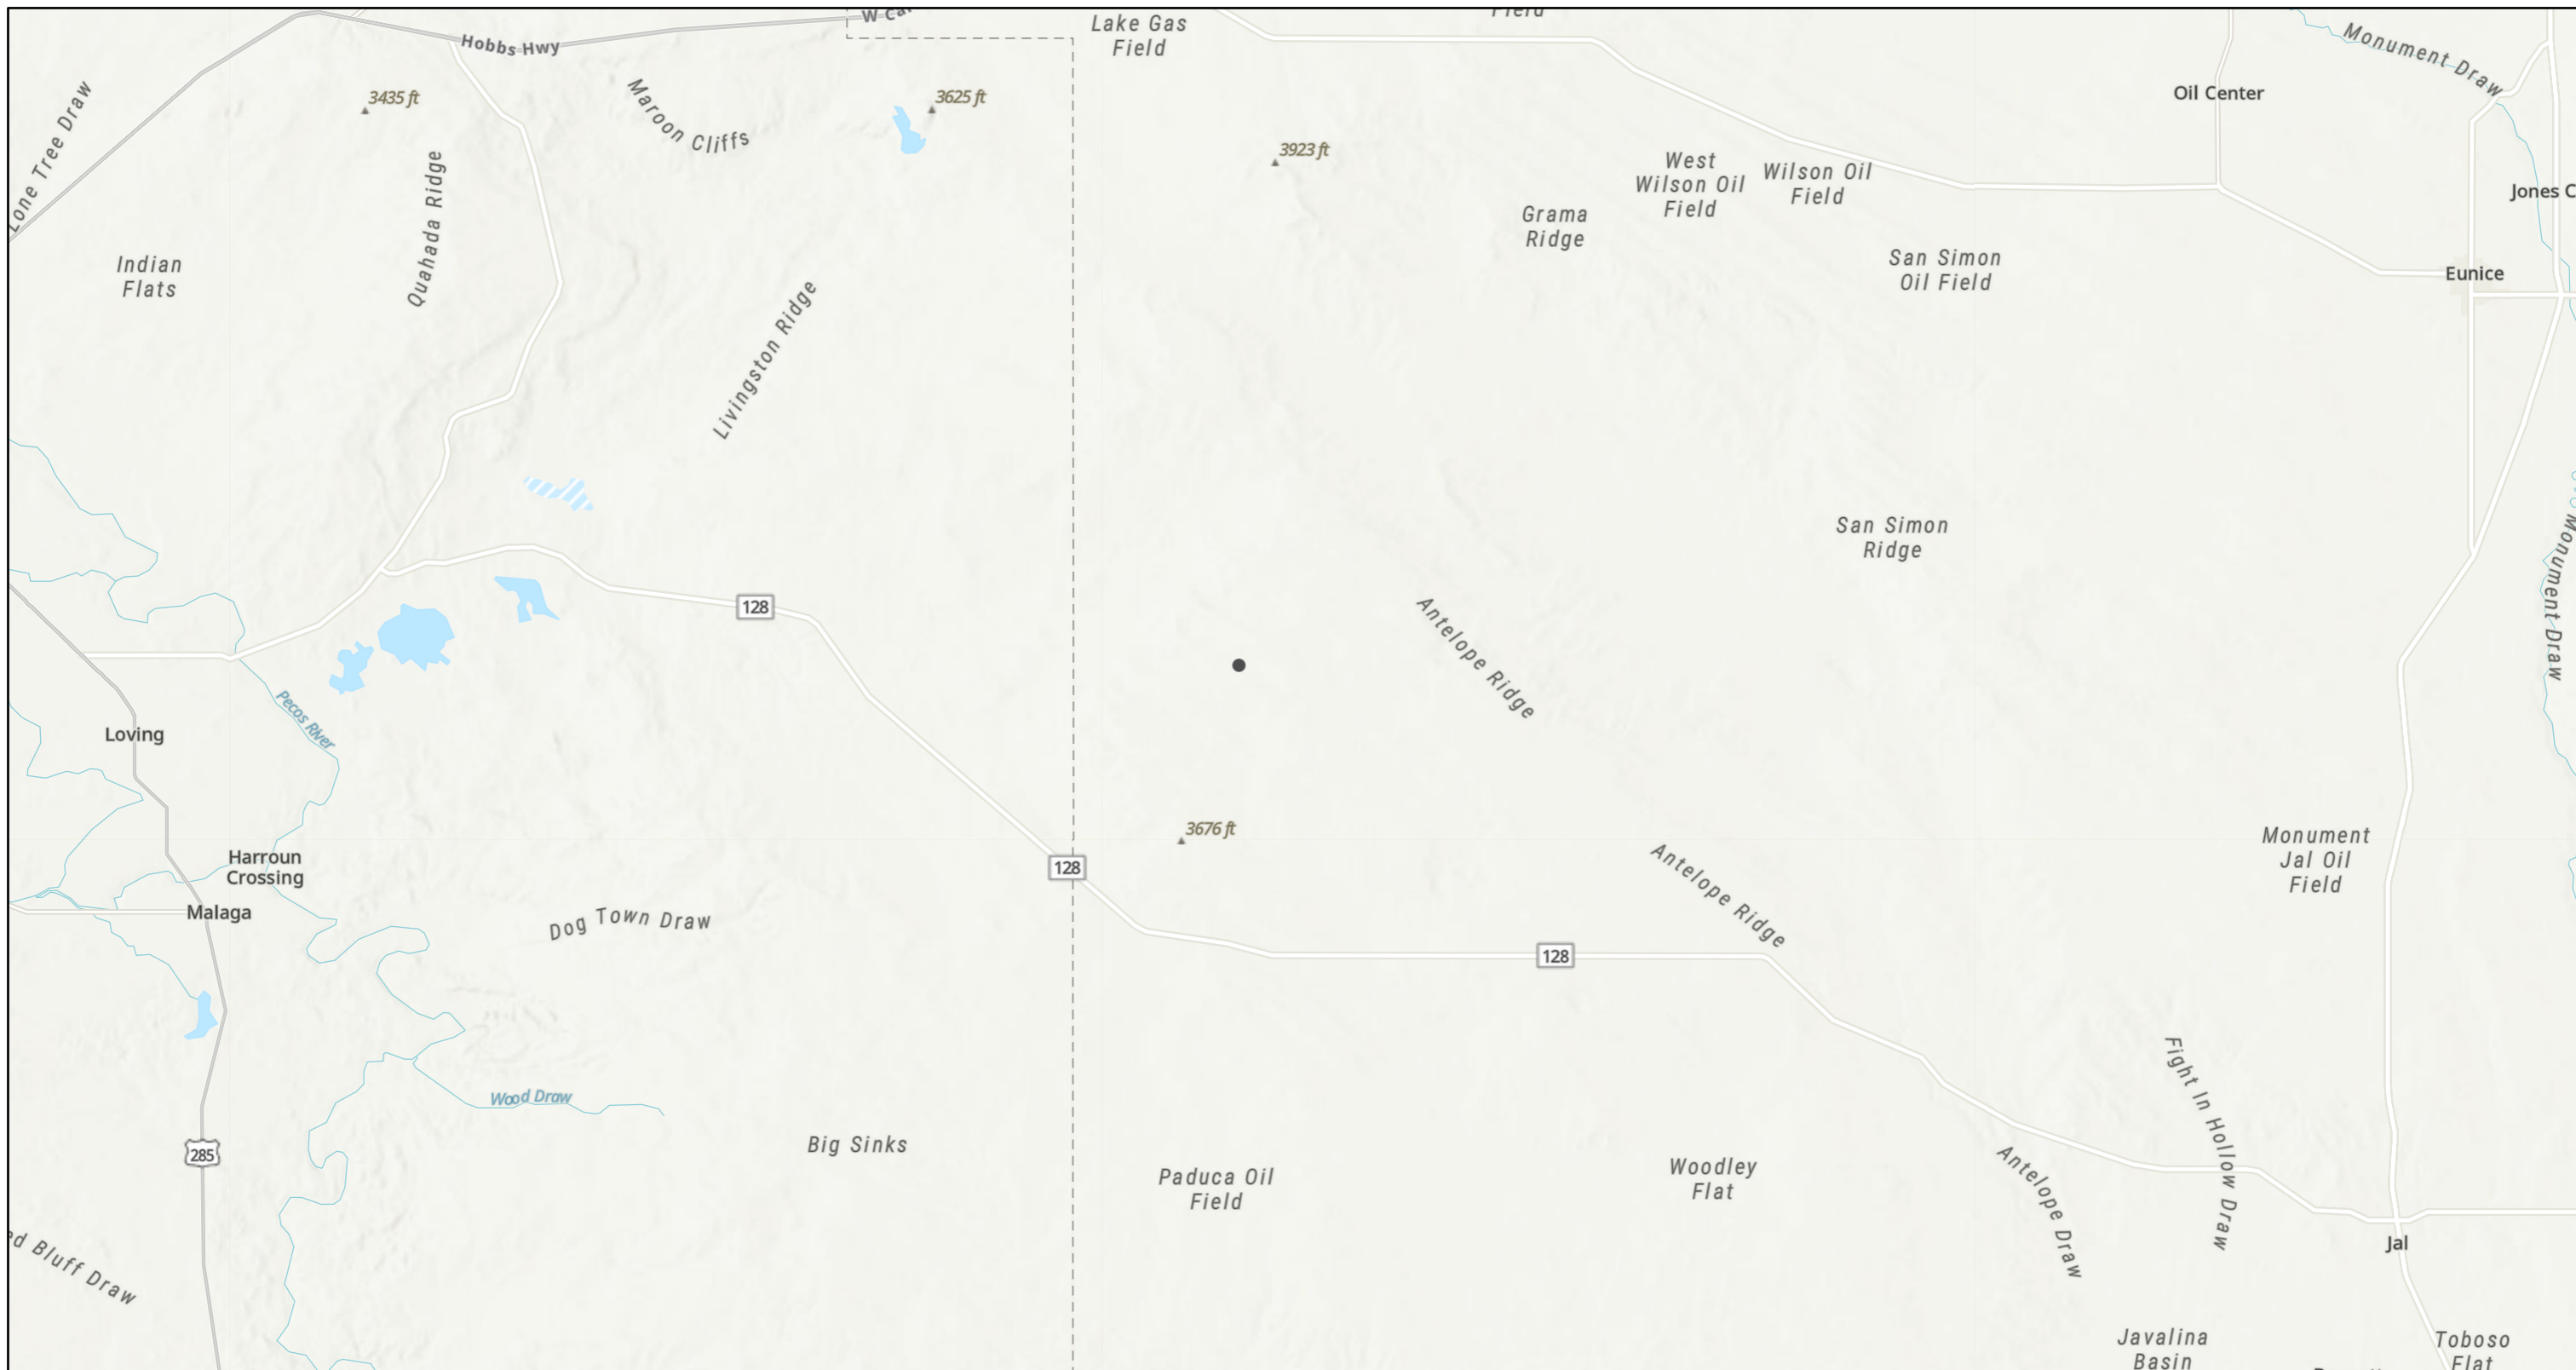 W Car
Lake Gas
Field
Field
Hobbs Hwy
Monument Draw
Lone Tree Draw
3435 ft
Maroon Cliffs
3625 ft
Oil Center
3923 ft
Quahada Ridge
West
Wilson Oil
Field
Wilson Oil
Field
Jones C
Grama
Ridge
Indian
Flats
San Simon
Oil Field
Eunice
Livingston Ridge
San Simon
Ridge
Monument Draw
128
Antelope Ridge
Pecos River
Loving
3676 ft
Monument
Jal Oil
Field
Harroun
Crossing
128
Antelope Ridge
Malaga
Dog Town Draw
128
Fight In Hollow Draw
Wood Draw
Big Sinks
285
Paduca Oil
Field
Woodley
Flat
Antelope Draw
ed Bluff Draw
Jal
Javalina
Basin
Toboso
Flat